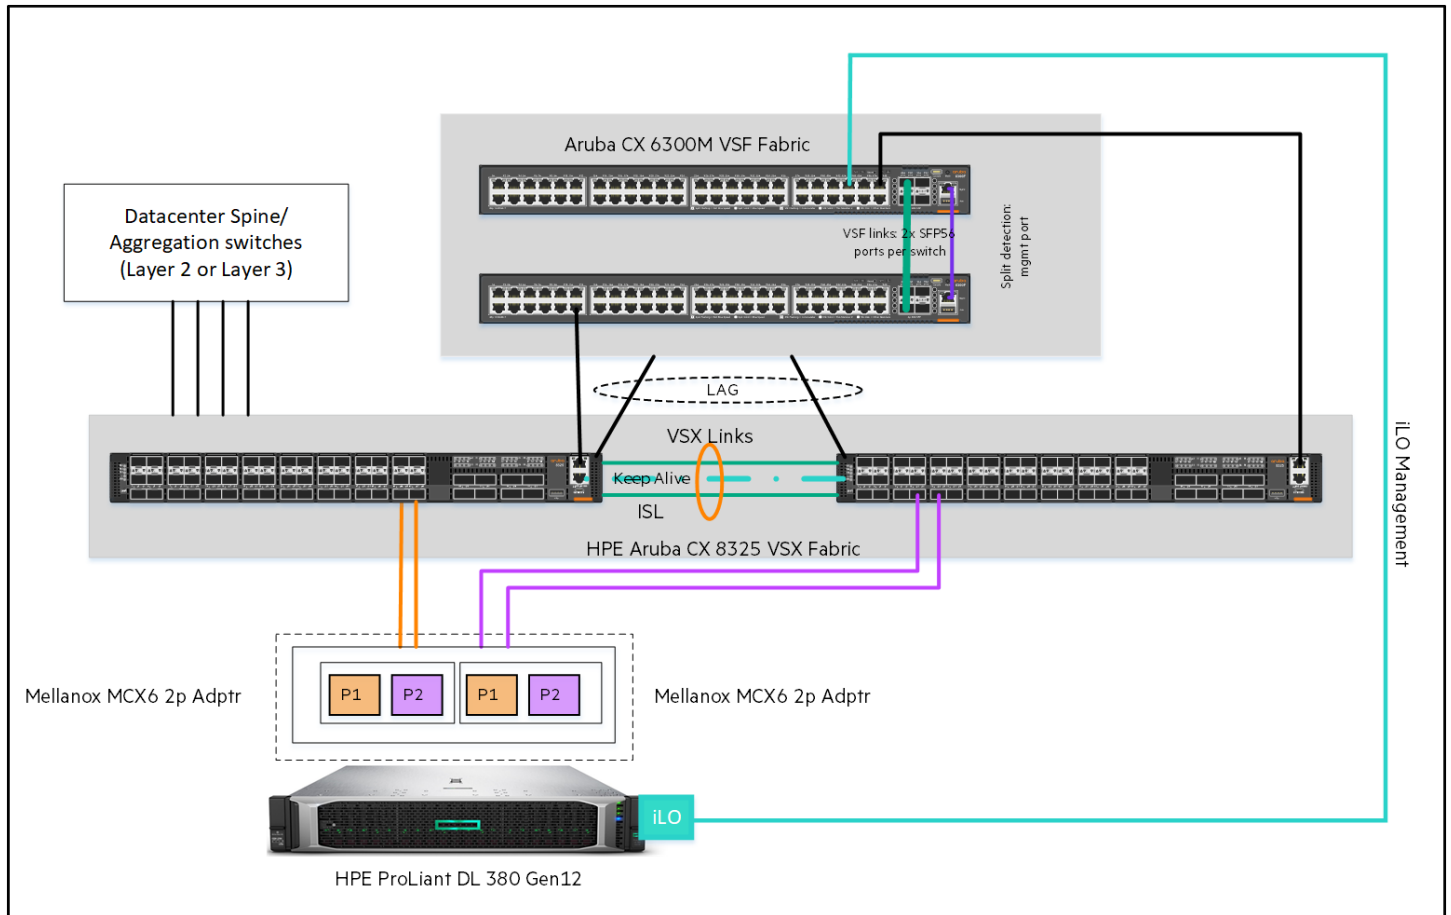 Aruba CX 6300M VSF Fabric
Datacenter Spine/
Aggregation switches
(Layer 2 or Layer 3)
VSF links: 2x SFP56
ports per switch
Split detection:
mgmt port
LAG
VSX Links
Keep Alive
ISL
HPE Aruba CX 8325 VSX Fabric
iLO Management
Mellanox MCX6 2p Adptr
P1
P2
P1
P2
Mellanox MCX6 2p Adptr
iLO
HPE ProLiant DL 380 Gen12